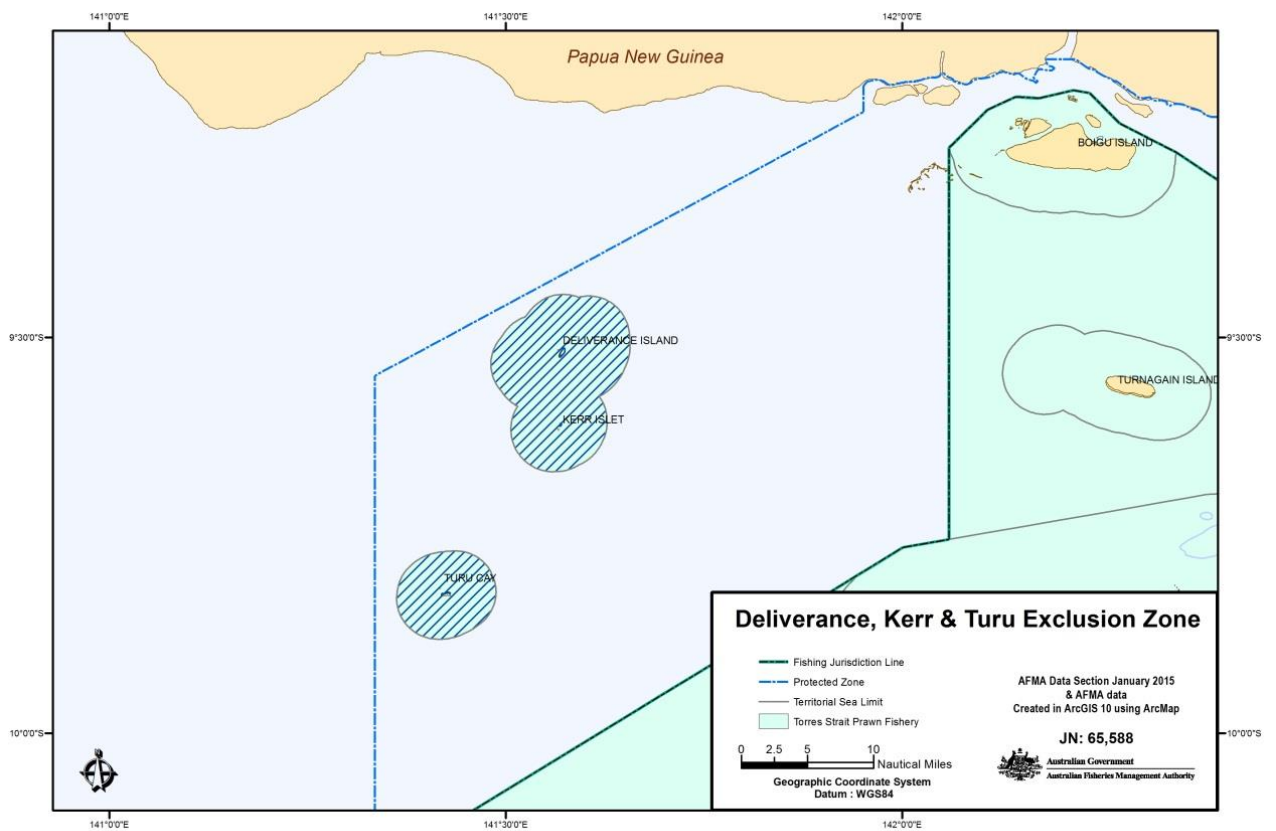 141°0'0"E
141°30'0"E
142°0'0"E
Papua New Guinea
BOIGU ISLAND
9°30'0"S
9°30'0"S
DELIVERANCE ISLAND
TURNAGAIN ISLAND
KERR ISLET
TURU CAY
Deliverance, Kerr & Turu Exclusion Zone
Fishing Jurisdiction Line
Protected Zone
Territorial Sea Limit
Torres Strait Prawn Fishery
0 2.5 5 10
Nautical Miles
Geographic Coordinate System
Datum : WGS84
AFMA Data Section January 2015
& AFMA data
Created in ArcGIS 10 using ArcMap
JN: 65,588
Australian Government
Australian Fisheries Management Authority
10°0'0"S
10°0'0"S
141°0'0"E
141°30'0"E
142°0'0"E